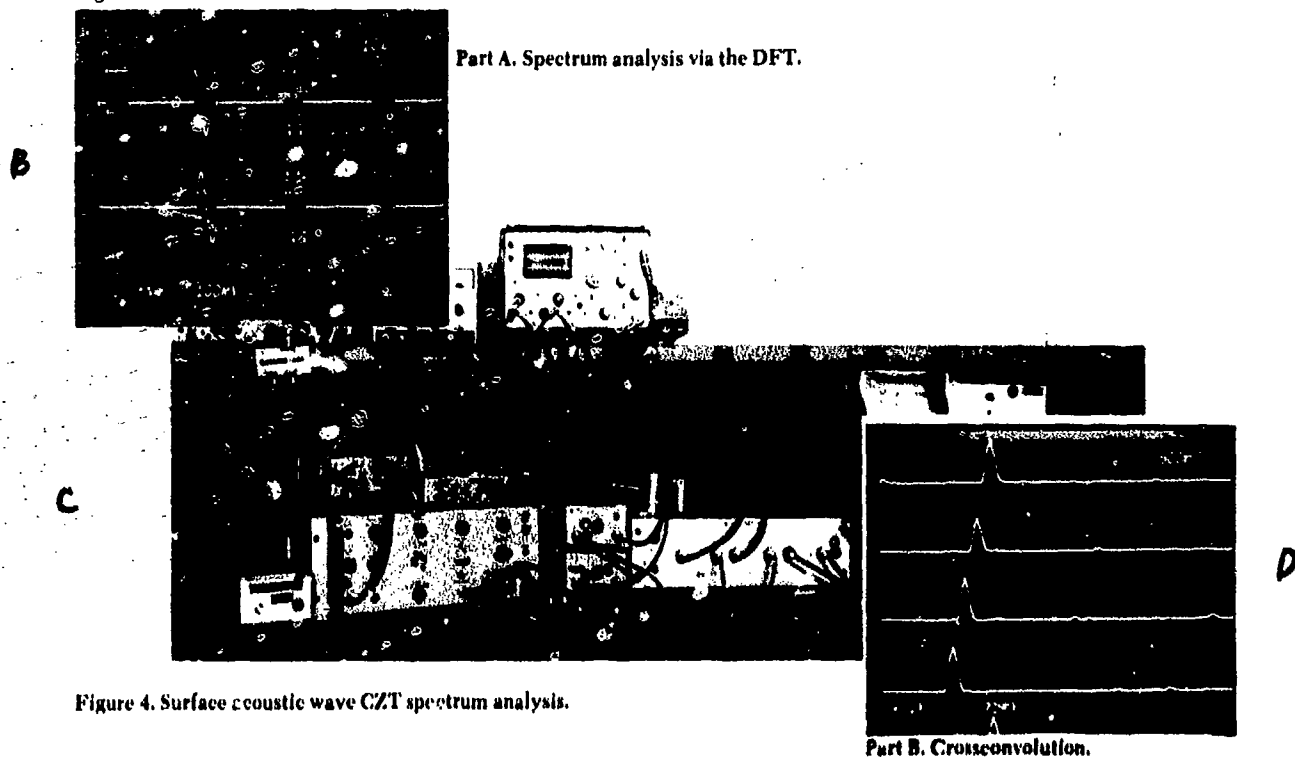 Part A. Spectrum analysis via the DFT.
B
C
D
Figure 4. Surface acoustic wave CZT spectrum analysis.
Part B. Crossconvolution.